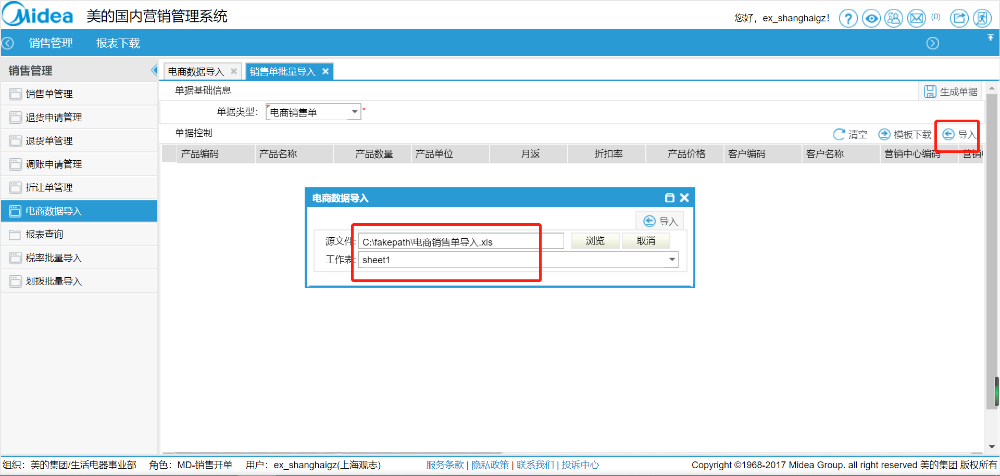 Midea 美的国内营销管理系统
您好，ex_shanghaigz！ ? (0)
销售管理 报表下载
销售管理
销售单管理
退货申请管理
退货单管理
调账申请管理
折让单管理
电商数据导入
报表查询
税率批量导入
划拨批量导入
电商数据导入 销售单批量导入
单据基础信息 生成单据
单据类型： 电商销售单 *
单据控制 清空 模板下载 导入
产品编码 产品名称 产品数量 产品单位 月返 折扣率 产品价格 客户编码 客户名称 营销中心编码 营销
电商数据导入
导入
源文件: C:\fakepath\电商销售单导入.xls 浏览 取消
工作表: sheet1
组织：美的集团/生活电器事业部 角色：MD-销售开单 用户：ex_shanghaigz(上海观志) 服务条款 | 隐私政策 | 联系我们 | 投诉中心 Copyright ©1968-2017 Midea Group. all right reserved 美的集团 版权所有